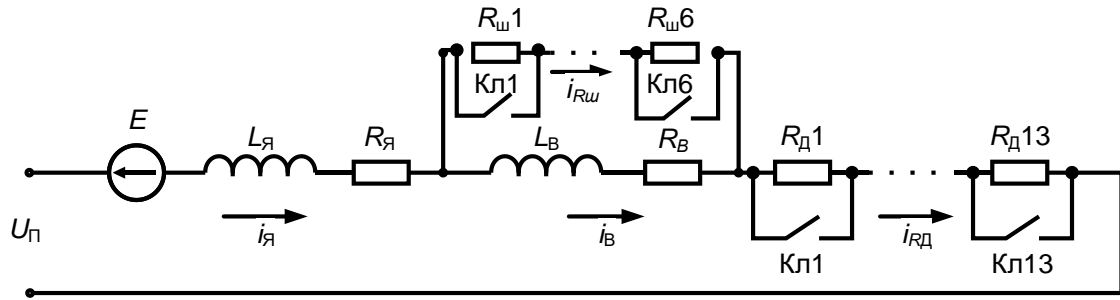 Rш1 Rш6
Кл1 iRш Кл6
E LЯ RЯ LВ RВ RД1 RД13
UП iЯ iВ iRД
Кл1 Кл13